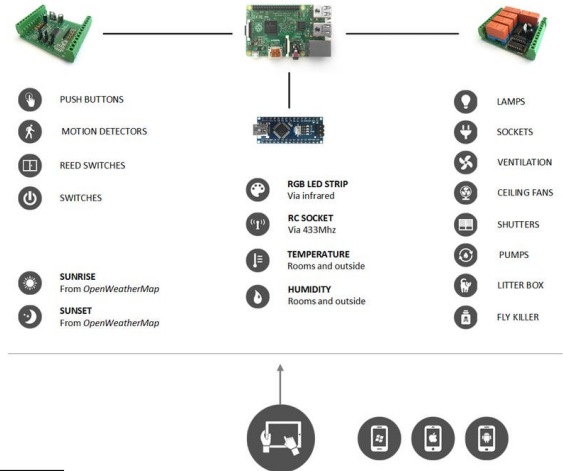 PUSH BUTTONS
MOTION DETECTORS
REED SWITCHES
SWITCHES
SUNRISE
From OpenWeatherMap
SUNSET
From OpenWeatherMap
RGB LED STRIP
Via infrared
RC SOCKET
Via 433Mhz
TEMPERATURE
Rooms and outside
HUMIDITY
Rooms and outside
LAMPS
SOCKETS
VENTILATION
CEILING FANS
SHUTTERS
PUMPS
LITTER BOX
FLY KILLER